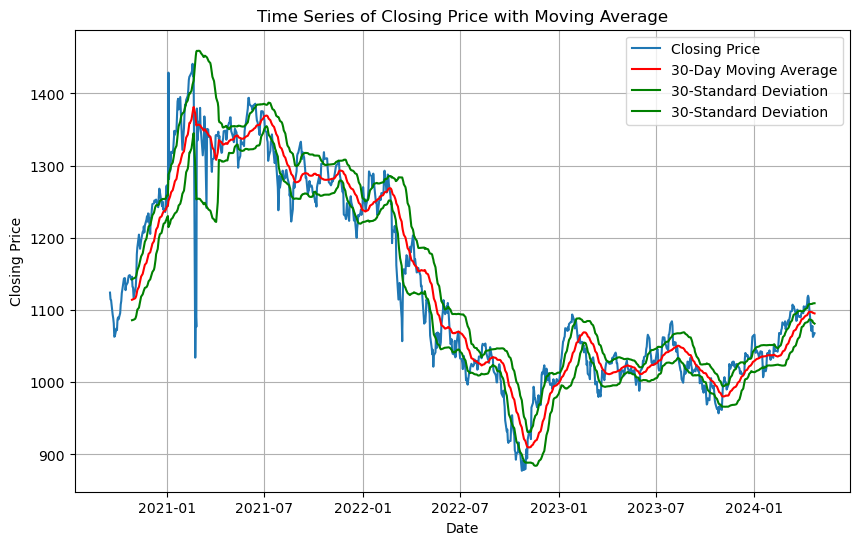 Time Series of Closing Price with Moving Average
Closing Price
30-Day Moving Average
30-Standard Deviation
30-Standard Deviation
Closing Price
1400
1300
1200
1100
1000
900
2021-01
2021-07
2022-01
2022-07
2023-01
2023-07
2024-01
Date